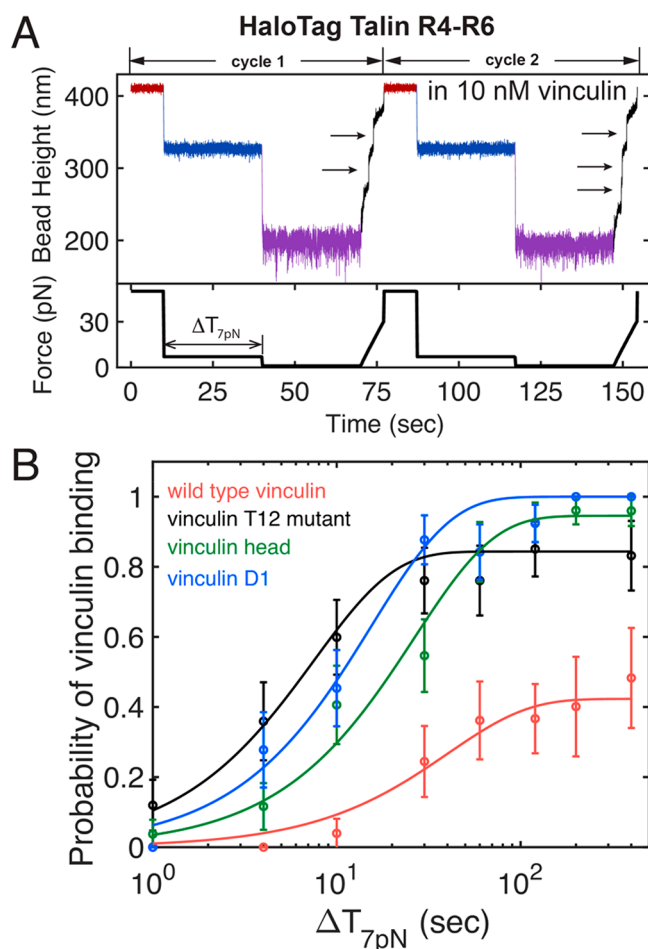 A
HaloTag Talin R4-R6
cycle 1
cycle 2
in 10 nM vinculin
Bead Height (nm)
400
300
200
Force (pN)
30
0
ΔT7pN
0
25
50
75
100
125
150
Time (sec)
B
Probability of vinculin binding
1
0.8
0.6
0.4
0.2
0
wild type vinculin
vinculin T12 mutant
vinculin head
vinculin D1
10^0
10^1
10^2
ΔT7pN (sec)